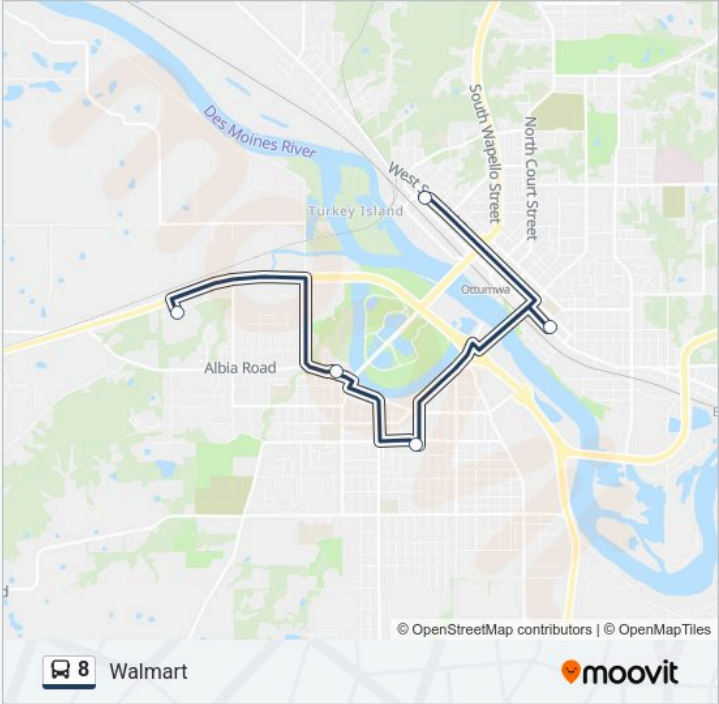 Des Moines River
South Wapello Street
North Court Street
West S
Turkey Island
Ottumwa
Albia Road
© OpenStreetMap contributors | © OpenMapTiles
8 Walmart
moovit